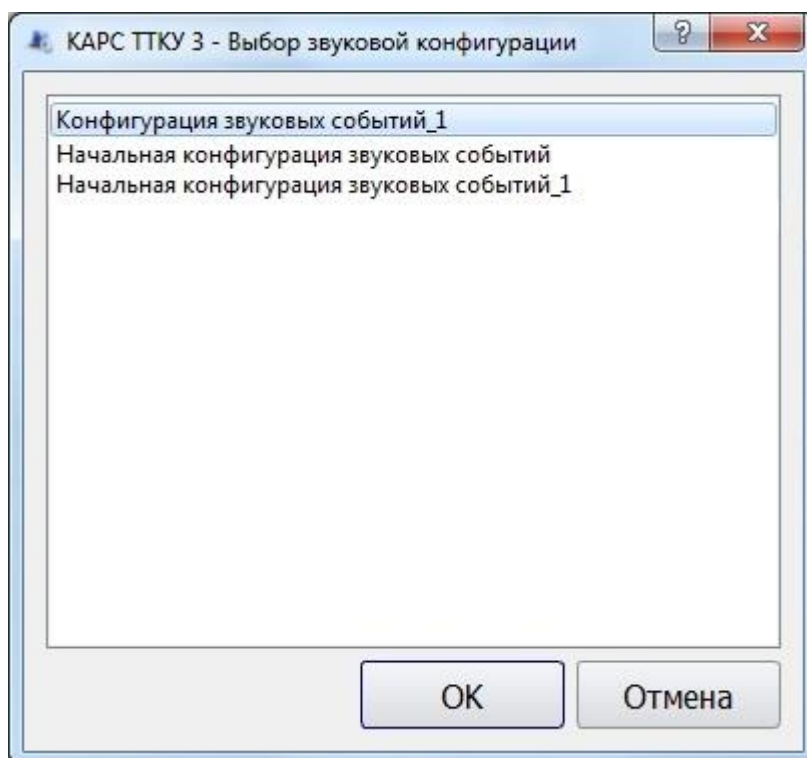 КАРС ТТКУ 3 - Выбор звуковой конфигурации
Конфигурация звуковых событий_1
Начальная конфигурация звуковых событий
Начальная конфигурация звуковых событий_1
OK
Отмена